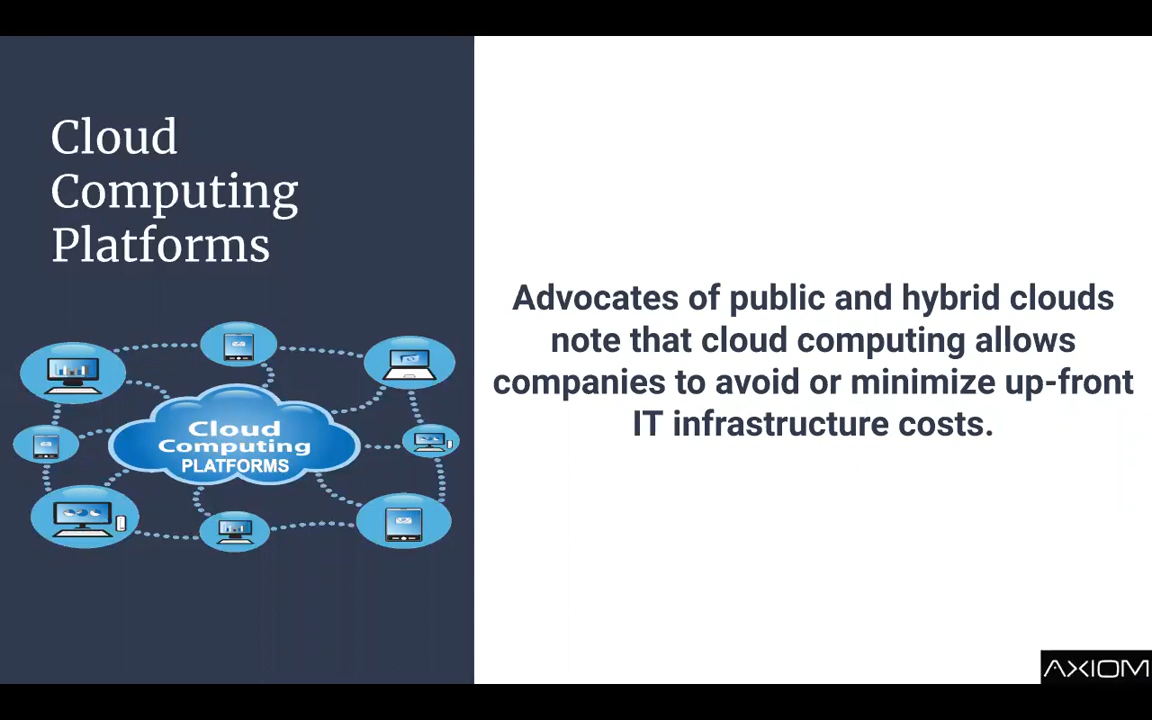 Cloud
Computing
Platforms
Cloud
Computing
PLATFORMS
Advocates of public and hybrid clouds
note that cloud computing allows
companies to avoid or minimize up-front
IT infrastructure costs.
AXIOM